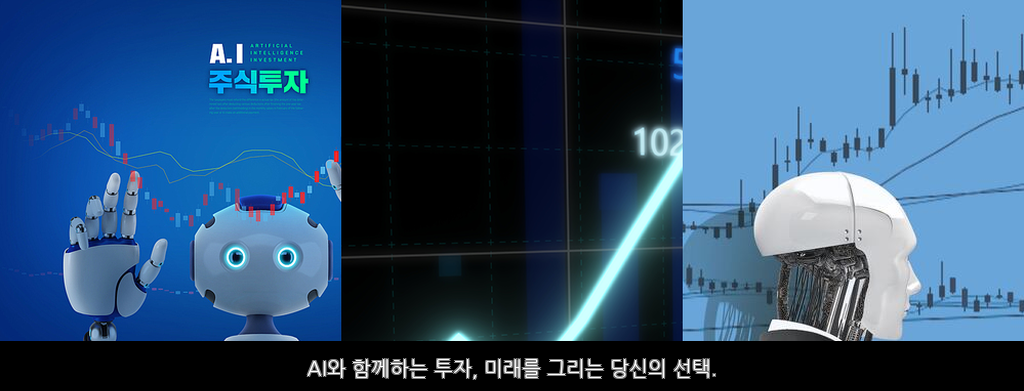 A.I
ARTIFICIAL
INTELLIGENCE
INVESTMENT
주식투자
102
AI와 함께하는 투자, 미래를 그리는 당신의 선택.